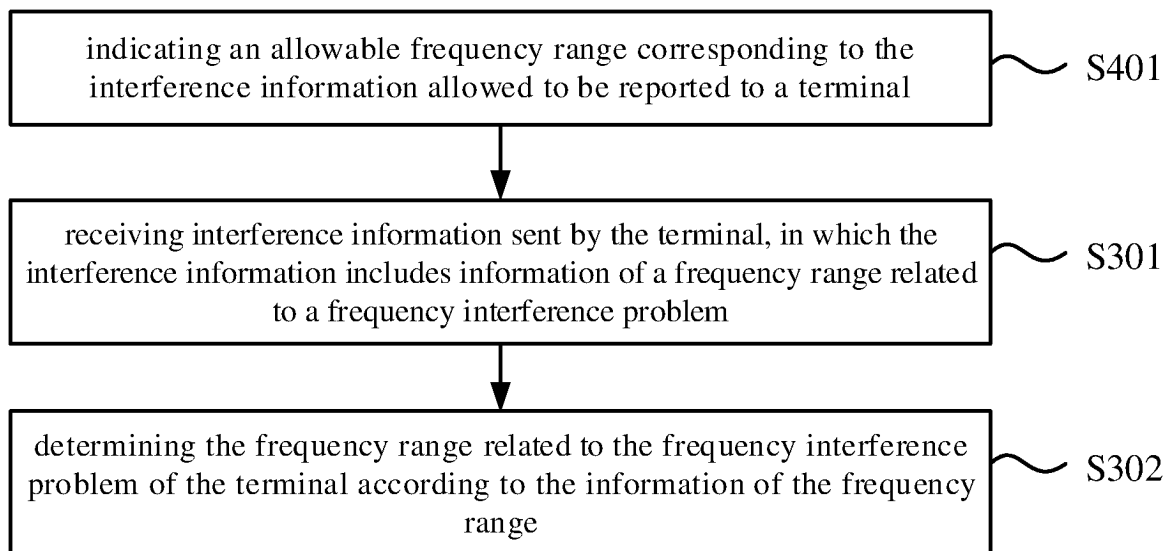 indicating an allowable frequency range corresponding to the
interference information allowed to be reported to a terminal
S401
receiving interference information sent by the terminal, in which the
interference information includes information of a frequency range related
to a frequency interference problem
S301
determining the frequency range related to the frequency interference
problem of the terminal according to the information of the frequency
range
S302